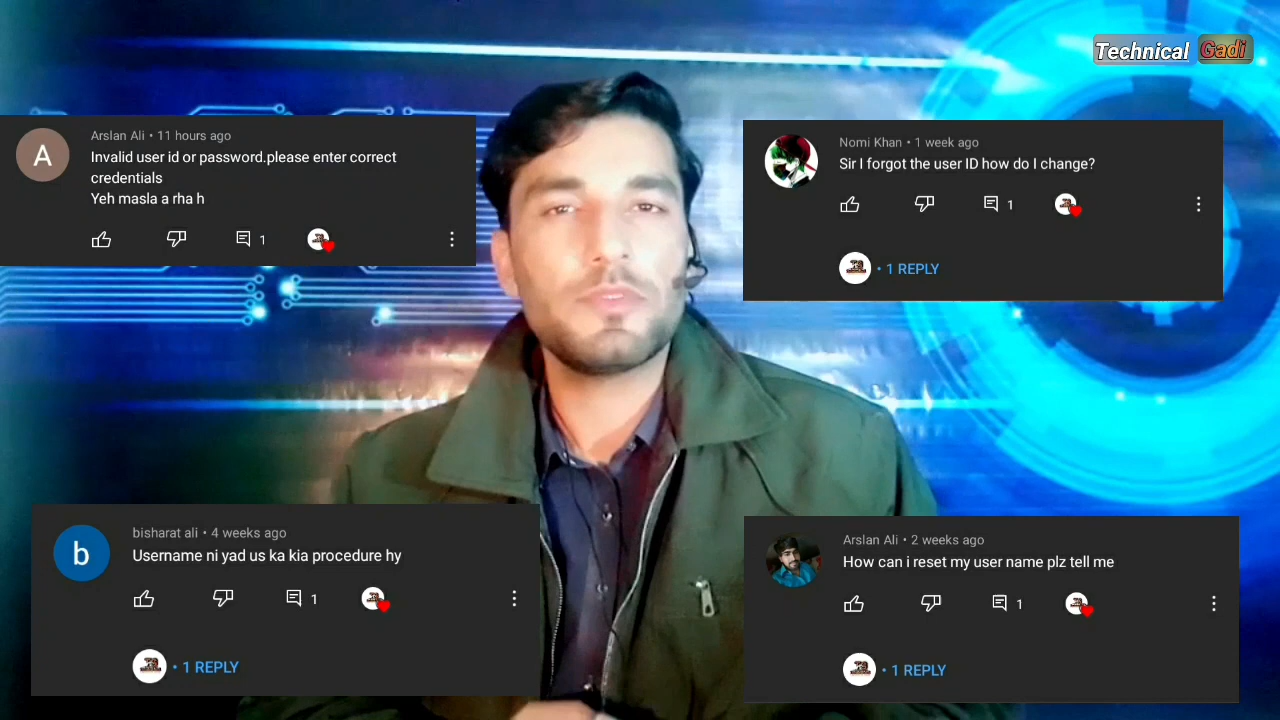 Technical Gadi
A
Arslan Ali • 11 hours ago
Invalid user id or password.please enter correct
credentials
Yeh masla a rha h
1
Nomi Khan • 1 week ago
Sir I forgot the user ID how do I change?
1
• 1 REPLY
b
bisharat ali • 4 weeks ago
Username ni yad us ka kia procedure hy
1
• 1 REPLY
Arslan Ali • 2 weeks ago
How can i reset my user name plz tell me
1
• 1 REPLY